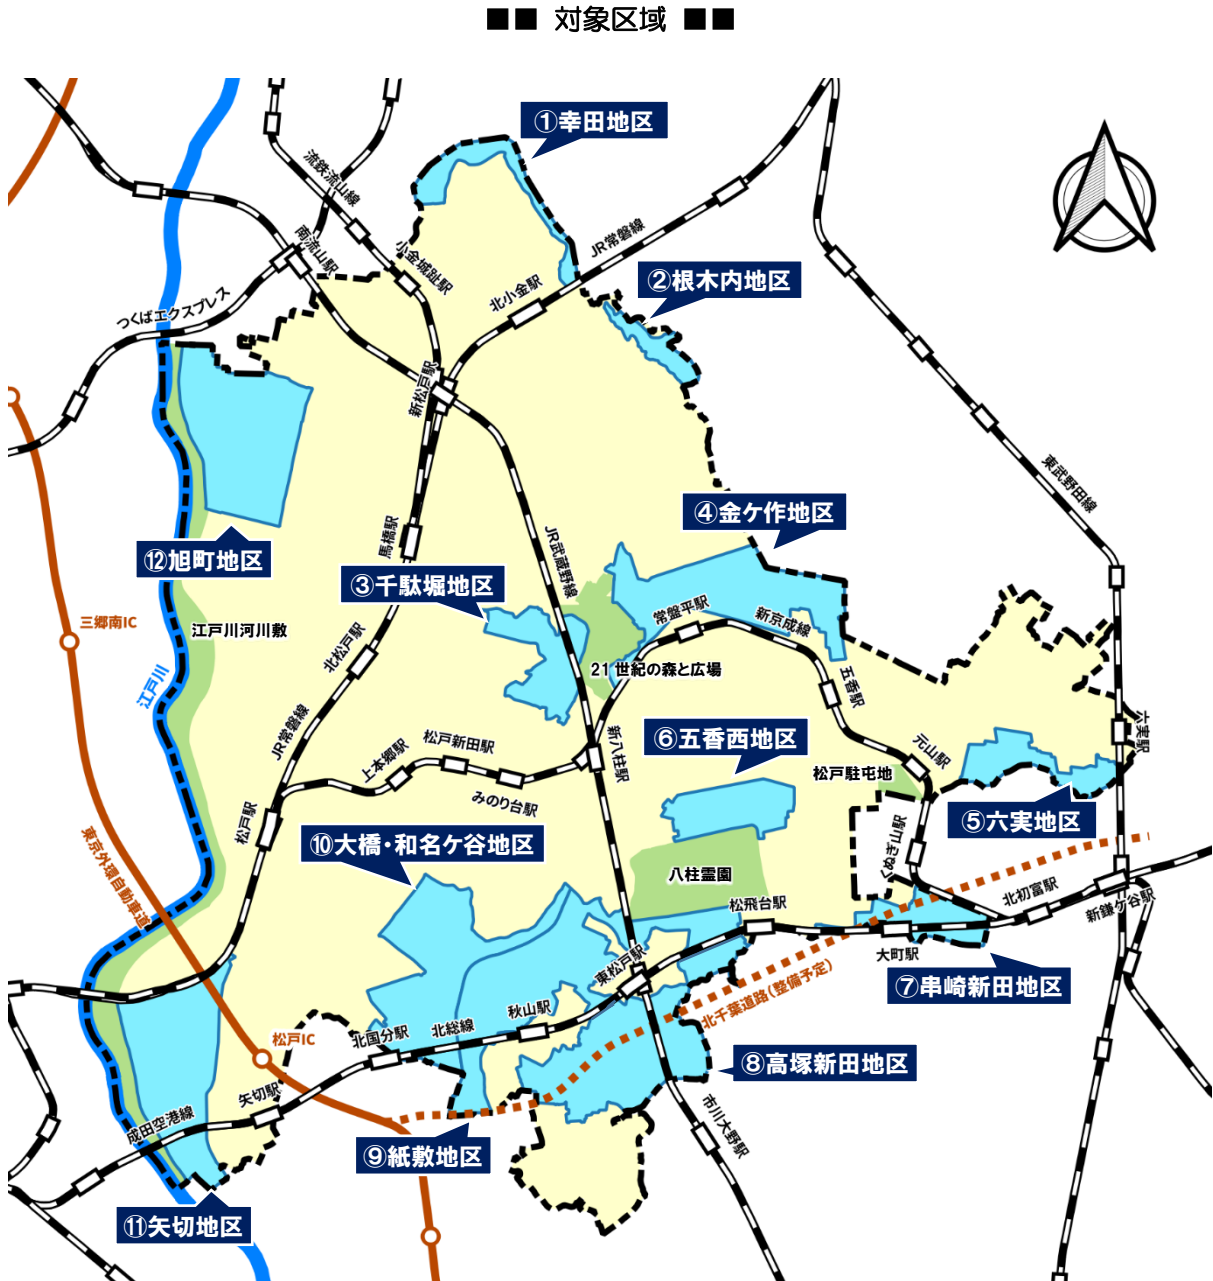 ■■ 対象区域 ■■
①幸田地区
流鉄流山線
南流山駅
小金城趾駅
JR常磐線
北小金駅
②根木内地区
つくばエクスプレス
新松戸駅
東武野田線
④金ケ作地区
馬橋駅
JR武蔵野線
⑫旭町地区
③千駄堀地区
常盤平駅
新京成線
三郷南IC
江戸川河川敷
北松戸駅
21世紀の森と広場
江戸川
五香駅
JR常磐線
⑥五香西地区
六実駅
元山駅
上本郷駅
松戸新田駅
新八柱駅
松戸駐屯地
みのり台駅
松戸駅
⑤六実地区
⑩大橋・和名ケ谷地区
くぬぎ山駅
東京外環自動車道
八柱霊園
松飛台駅
北初富駅
新鎌ケ谷駅
大町駅
東松戸駅
⑦串崎新田地区
北千葉道路(整備予定)
秋山駅
北総線
北国分駅
松戸IC
⑧高塚新田地区
矢切駅
成田空港線
市川大野駅
⑨紙敷地区
⑪矢切地区